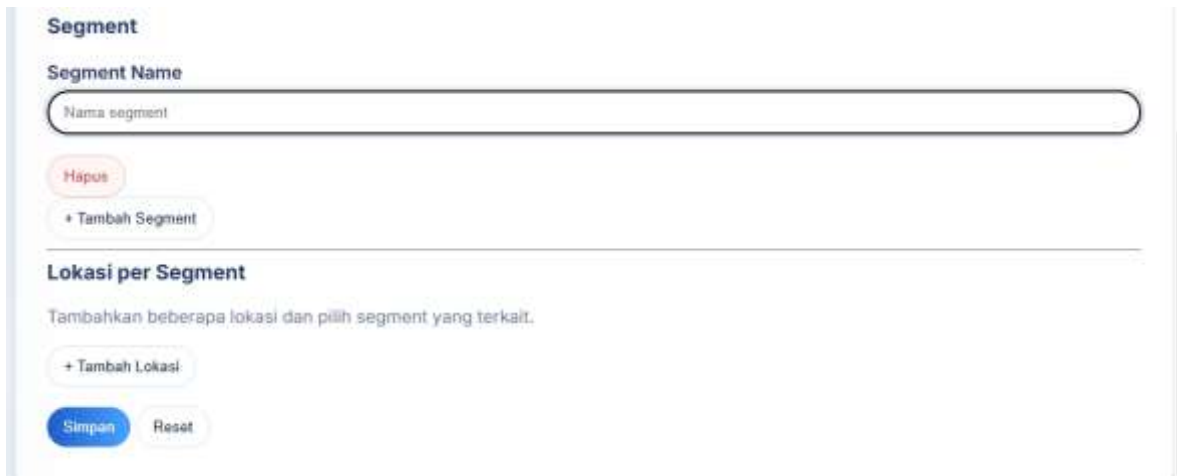 Segment
Segment Name
Nama segment
Hapus
+ Tambah Segment
Lokasi per Segment
Tambahkan beberapa lokasi dan pilih segment yang terkait.
+ Tambah Lokasi
Simpan Reset